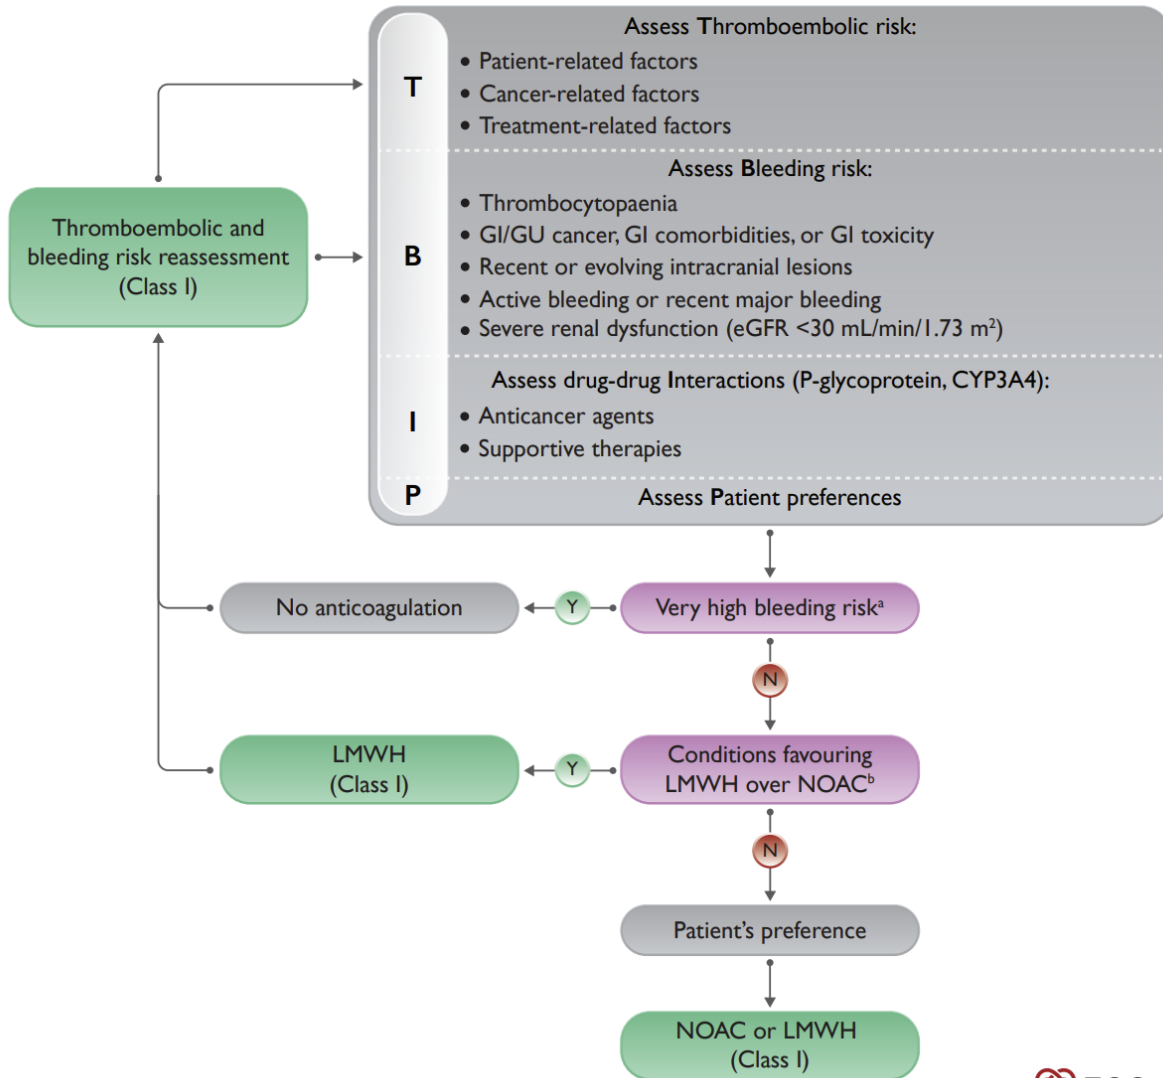 Assess Thromboembolic risk:
T
• Patient-related factors
• Cancer-related factors
• Treatment-related factors
Assess Bleeding risk:
B
• Thrombocytopaenia
• GI/GU cancer, GI comorbidities, or GI toxicity
• Recent or evolving intracranial lesions
• Active bleeding or recent major bleeding
• Severe renal dysfunction (eGFR <30 mL/min/1.73 m²)
Assess drug-drug Interactions (P-glycoprotein, CYP3A4):
I
• Anticancer agents
• Supportive therapies
P
Assess Patient preferences
Thromboembolic and
bleeding risk reassessment
(Class I)
Very high bleeding riskᵃ
Y
No anticoagulation
N
Conditions favouring
LMWH over NOACᵇ
Y
LMWH
(Class I)
N
Patient's preference
NOAC or LMWH
(Class I)